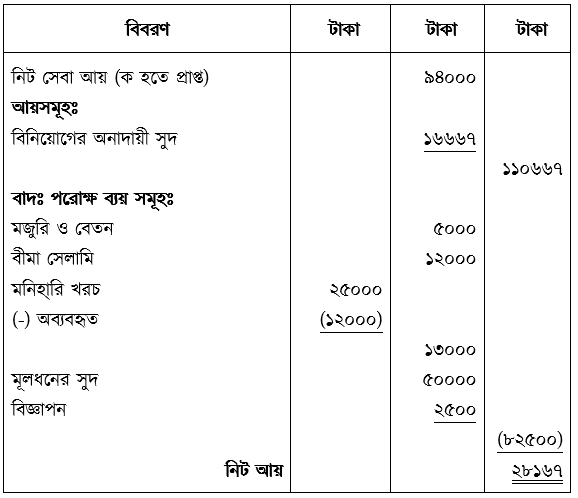 বিবরণ টাকা টাকা টাকা
নিট সেবা আয় (ক হতে প্রাপ্ত) ৯৪০০০
আয়সমূহঃ
বিনিয়োগের অনাদায়ী সুদ ১৬৬৬৭
১১০৬৬৭
বাদঃ পরোক্ষ ব্যয় সমূহঃ
মজুরি ও বেতন ৫০০০
বীমা সেলামি ১২০০০
মনিহারি খরচ ২৫০০০
(-) অব্যবহৃত (১২০০০)
১৩০০০
মূলধনের সুদ ৫০০০০
বিজ্ঞাপন ২৫০০
(৮২৫০০)
নিট আয় ২৮১৬৭